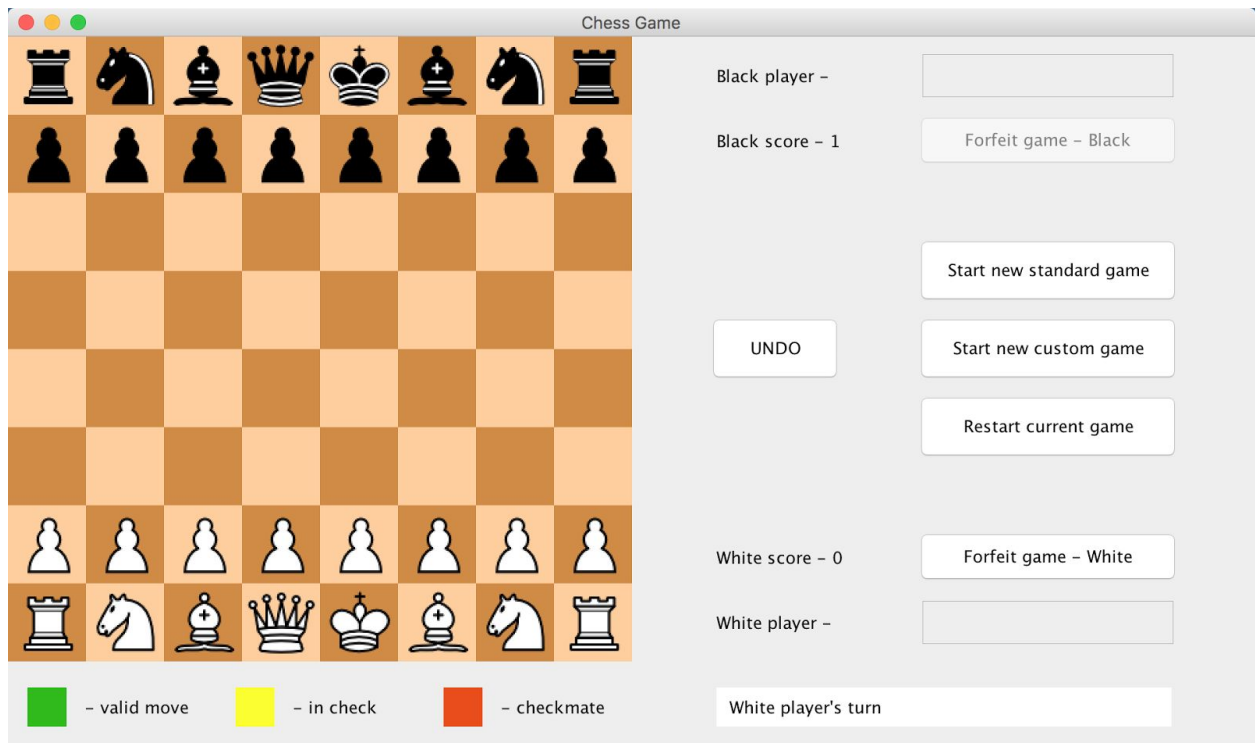 Chess Game
Black player –
Black score – 1
Forfeit game – Black
Start new standard game
UNDO
Start new custom game
Restart current game
White score – 0
Forfeit game – White
White player –
– valid move
– in check
– checkmate
White player's turn